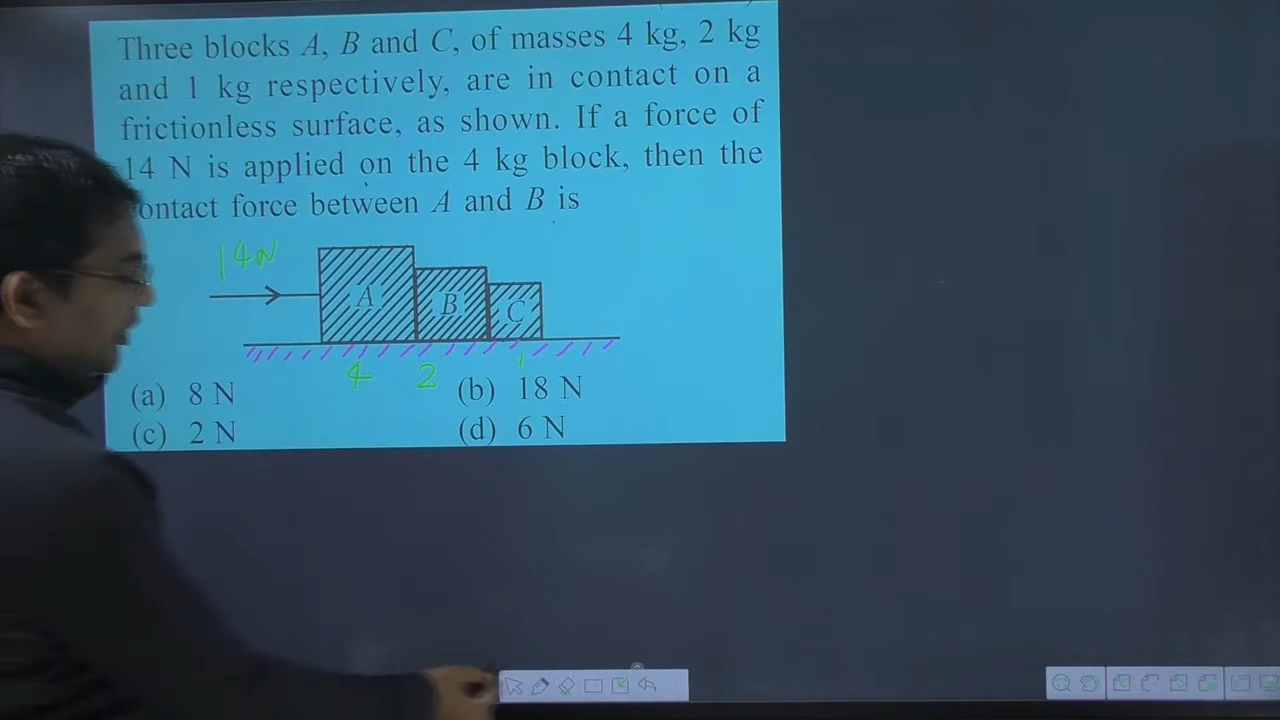 Three blocks A, B and C, of masses 4 kg, 2 kg
and 1 kg respectively, are in contact on a
frictionless surface, as shown. If a force of
14 N is applied on the 4 kg block, then the
ontact force between A and B is
14N
A B C
4 2 1
(a) 8 N (b) 18 N
(c) 2 N (d) 6 N